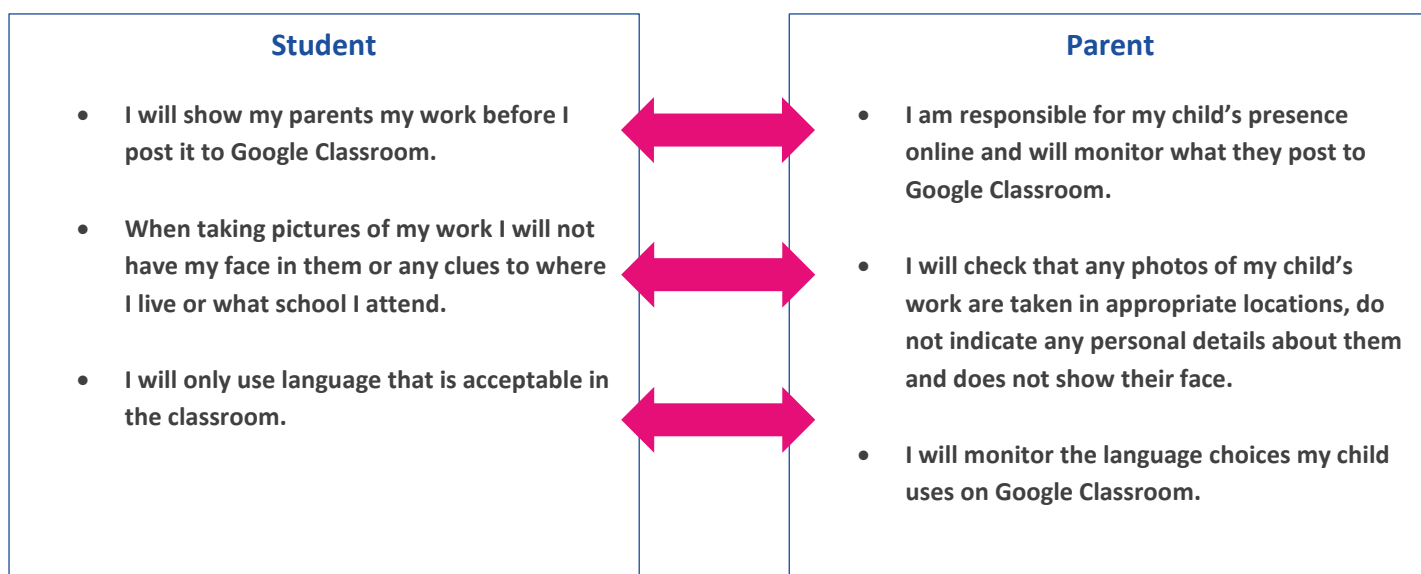 Student
• I will show my parents my work before I
post it to Google Classroom.
• When taking pictures of my work I will not
have my face in them or any clues to where
I live or what school I attend.
• I will only use language that is acceptable in
the classroom.
Parent
• I am responsible for my child’s presence
online and will monitor what they post to
Google Classroom.
• I will check that any photos of my child’s
work are taken in appropriate locations, do
not indicate any personal details about them
and does not show their face.
• I will monitor the language choices my child
uses on Google Classroom.